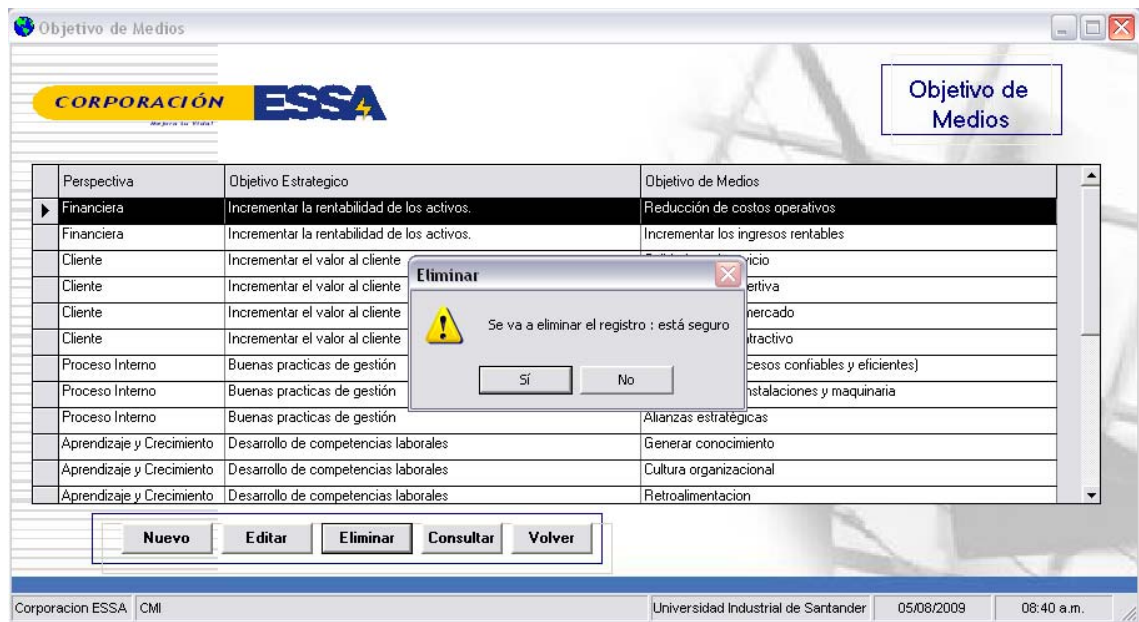 Objetivo de Medios
CORPORACIÓN ESSA
Mejora tu Vida!
Objetivo de
Medios
Perspectiva Objetivo Estrategico Objetivo de Medios
Financiera Incrementar la rentabilidad de los activos. Reducción de costos operativos
Financiera Incrementar la rentabilidad de los activos. Incrementar los ingresos rentables
Cliente Incrementar el valor al cliente
Cliente Incrementar el valor al cliente
Cliente Incrementar el valor al cliente mercado
Cliente Incrementar el valor al cliente
Proceso Interno Buenas practicas de gestión confiables y eficientes)
Proceso Interno Buenas practicas de gestión y maquinaria
Proceso Interno Buenas practicas de gestión Alianzas estratégicas
Aprendizaje y Crecimiento Desarrollo de competencias laborales Generar conocimiento
Aprendizaje y Crecimiento Desarrollo de competencias laborales Cultura organizacional
Aprendizaje y Crecimiento Desarrollo de competencias laborales Retroalimentacion
Eliminar
Se va a eliminar el registro : está seguro
Sí No
Nuevo Editar Eliminar Consultar Volver
Corporacion ESSA CMI Universidad Industrial de Santander 05/08/2009 08:40 a.m.